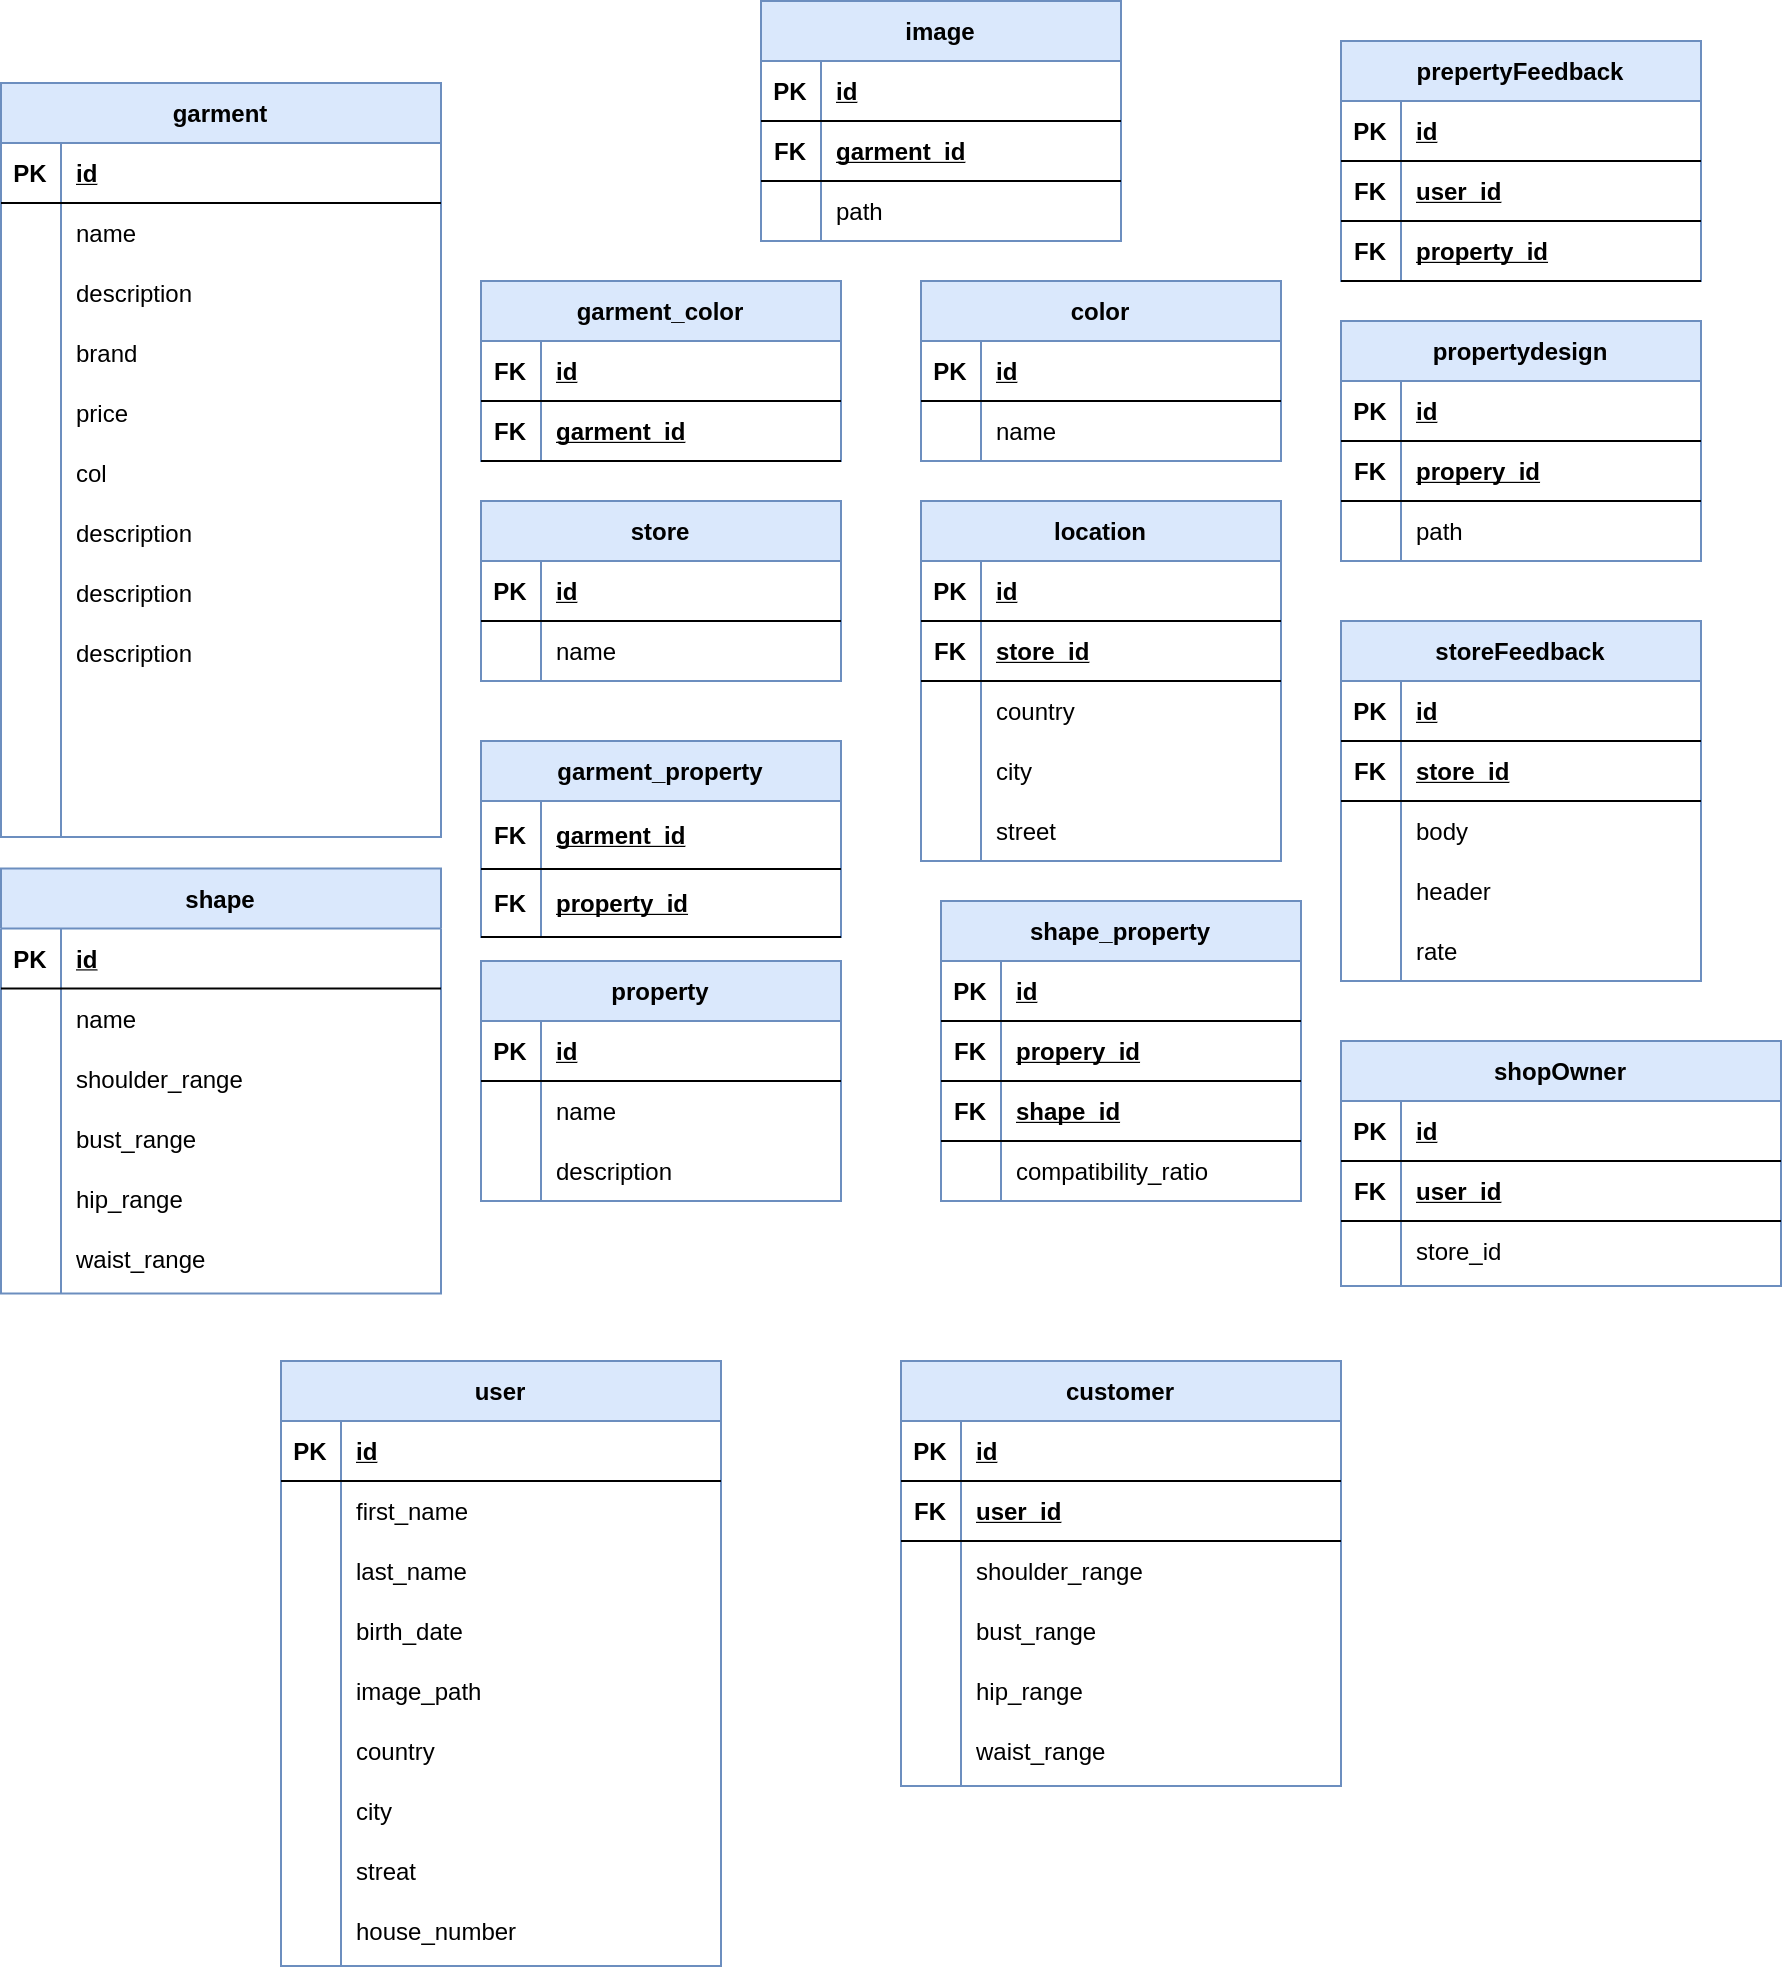 image
PK id
FK garment_id
path
prepertyFeedback
PK id
FK user_id
FK property_id
garment
PK id
name
description
brand
price
col
description
description
description
garment_color
FK id
FK garment_id
color
PK id
name
propertydesign
PK id
FK propery_id
path
store
PK id
name
location
PK id
FK store_id
country
city
street
storeFeedback
PK id
FK store_id
body
header
rate
garment_property
FK garment_id
FK property_id
shape
PK id
name
shoulder_range
bust_range
hip_range
waist_range
property
PK id
name
description
shape_property
PK id
FK propery_id
FK shape_id
compatibility_ratio
shopOwner
PK id
FK user_id
store_id
user
PK id
first_name
last_name
birth_date
image_path
country
city
streat
house_number
customer
PK id
FK user_id
shoulder_range
bust_range
hip_range
waist_range